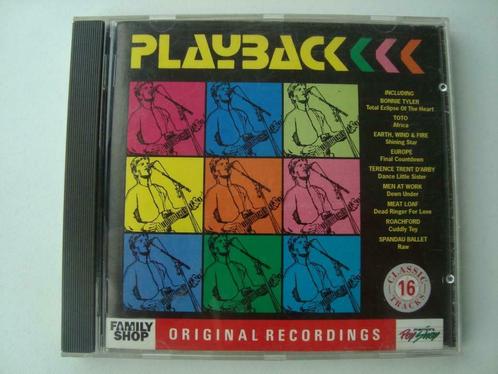 PLAYBACK
INCLUDING
BONNIE TYLER
Total Eclipse Of The Heart
TOTO
Africa
EARTH, WIND & FIRE
Shining Star
EUROPE
Final Countdown
TERENCE TRENT D'ARBY
Dance Little Sister
MEN AT WORK
Down Under
MEAT LOAF
Dead Ringer For Love
ROACHFORD
Cuddly Toy
SPANDAU BALLET
Raw
CLASSIC
16
TRACKS
FAMILY
SHOP
ORIGINAL RECORDINGS
Pop Shop